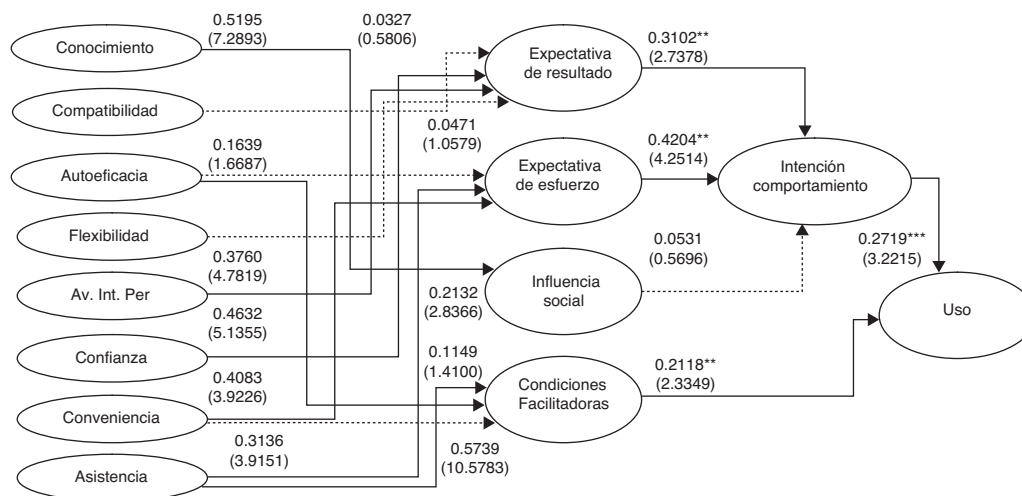 0.5195
(7.2893)
0.0327
(0.5806)
Conocimiento
Expectativa
de resultado
0.3102**
(2.7378)
Compatibilidad
0.0471
(1.0579)
0.1639
(1.6687)
Autoeficacia
Expectativa
de esfuerzo
0.4204**
(4.2514)
Intención
comportamiento
Flexibilidad
0.3760
(4.7819)
0.0531
(0.5696)
0.2719***
(3.2215)
Av. Int. Per
Influencia
social
0.2132
(2.8366)
Uso
0.4632
(5.1355)
Confianza
0.1149
(1.4100)
0.2118**
(2.3349)
0.4083
(3.9226)
Condiciones
Facilitadoras
Conveniencia
0.3136
(3.9151)
0.5739
(10.5783)
Asistencia